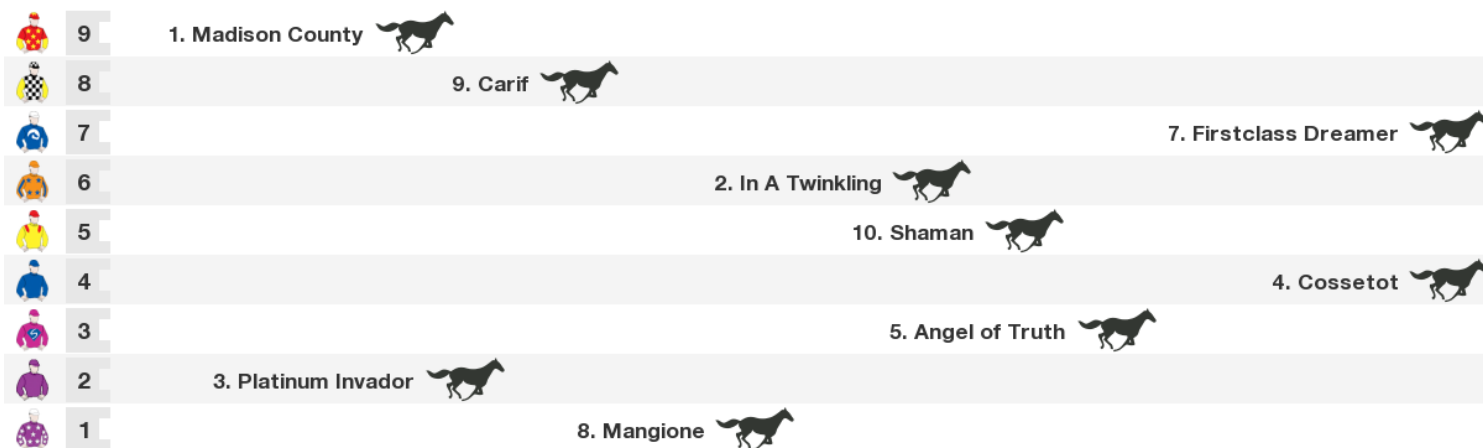 9 1. Madison County
8 9. Carif
7 7. Firstclass Dreamer
6 2. In A Twinkling
5 10. Shaman
4 4. Cossetot
3 5. Angel of Truth
2 3. Platinum Invador
1 8. Mangione